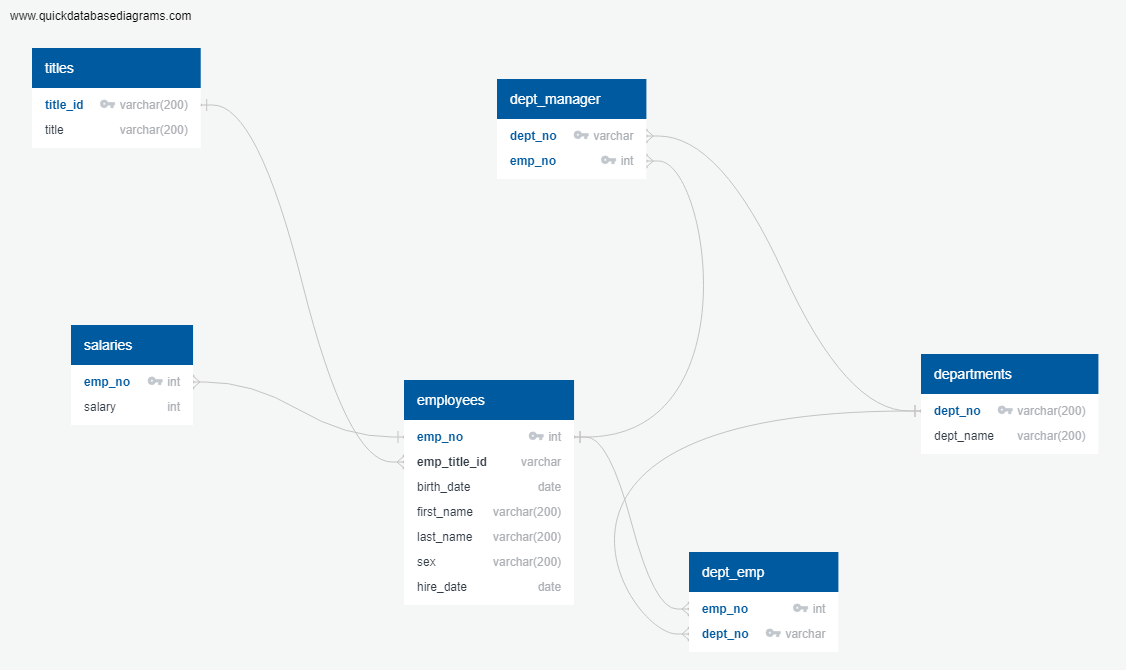 www.quickdatabasediagrams.com
titles
title_id varchar(200)
title varchar(200)
dept_manager
dept_no varchar
emp_no int
salaries
emp_no int
salary int
employees
emp_no int
emp_title_id varchar
birth_date date
first_name varchar(200)
last_name varchar(200)
sex varchar(200)
hire_date date
departments
dept_no varchar(200)
dept_name varchar(200)
dept_emp
emp_no int
dept_no varchar